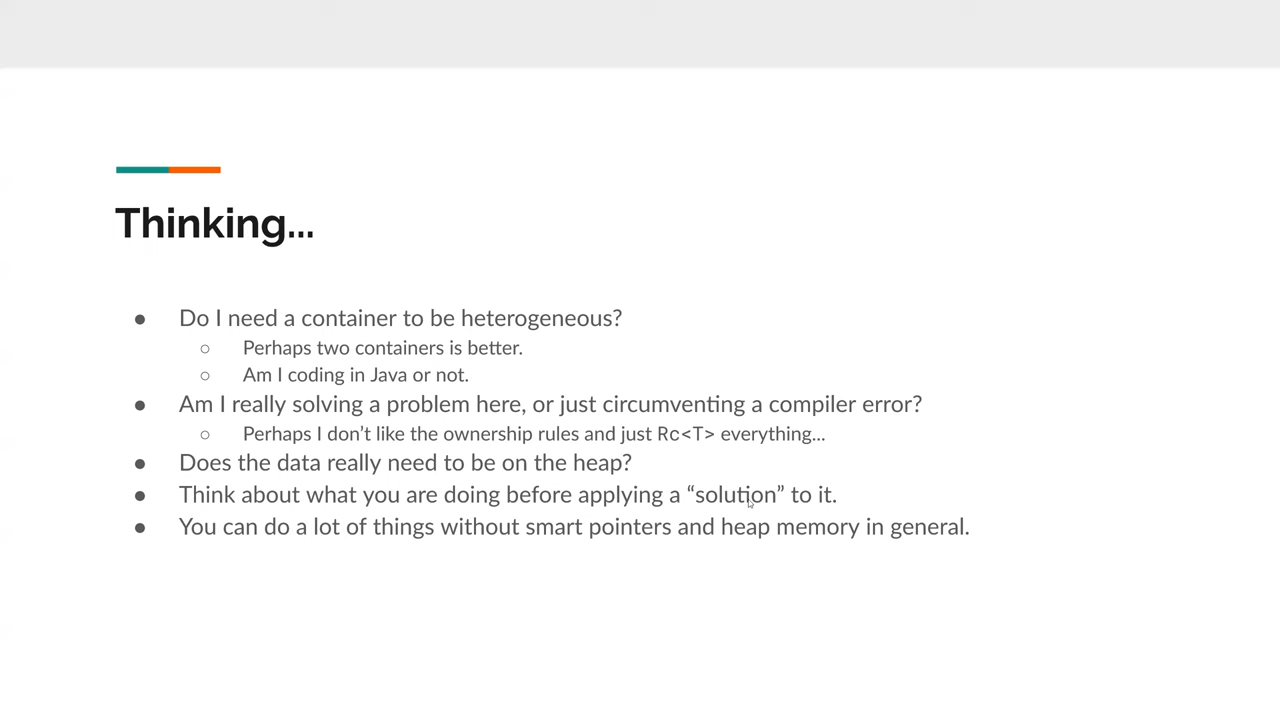 Thinking...
● Do I need a container to be heterogeneous?
○ Perhaps two containers is better.
○ Am I coding in Java or not.
● Am I really solving a problem here, or just circumventing a compiler error?
○ Perhaps I don’t like the ownership rules and just Rc<T> everything...
● Does the data really need to be on the heap?
● Think about what you are doing before applying a “solution” to it.
● You can do a lot of things without smart pointers and heap memory in general.